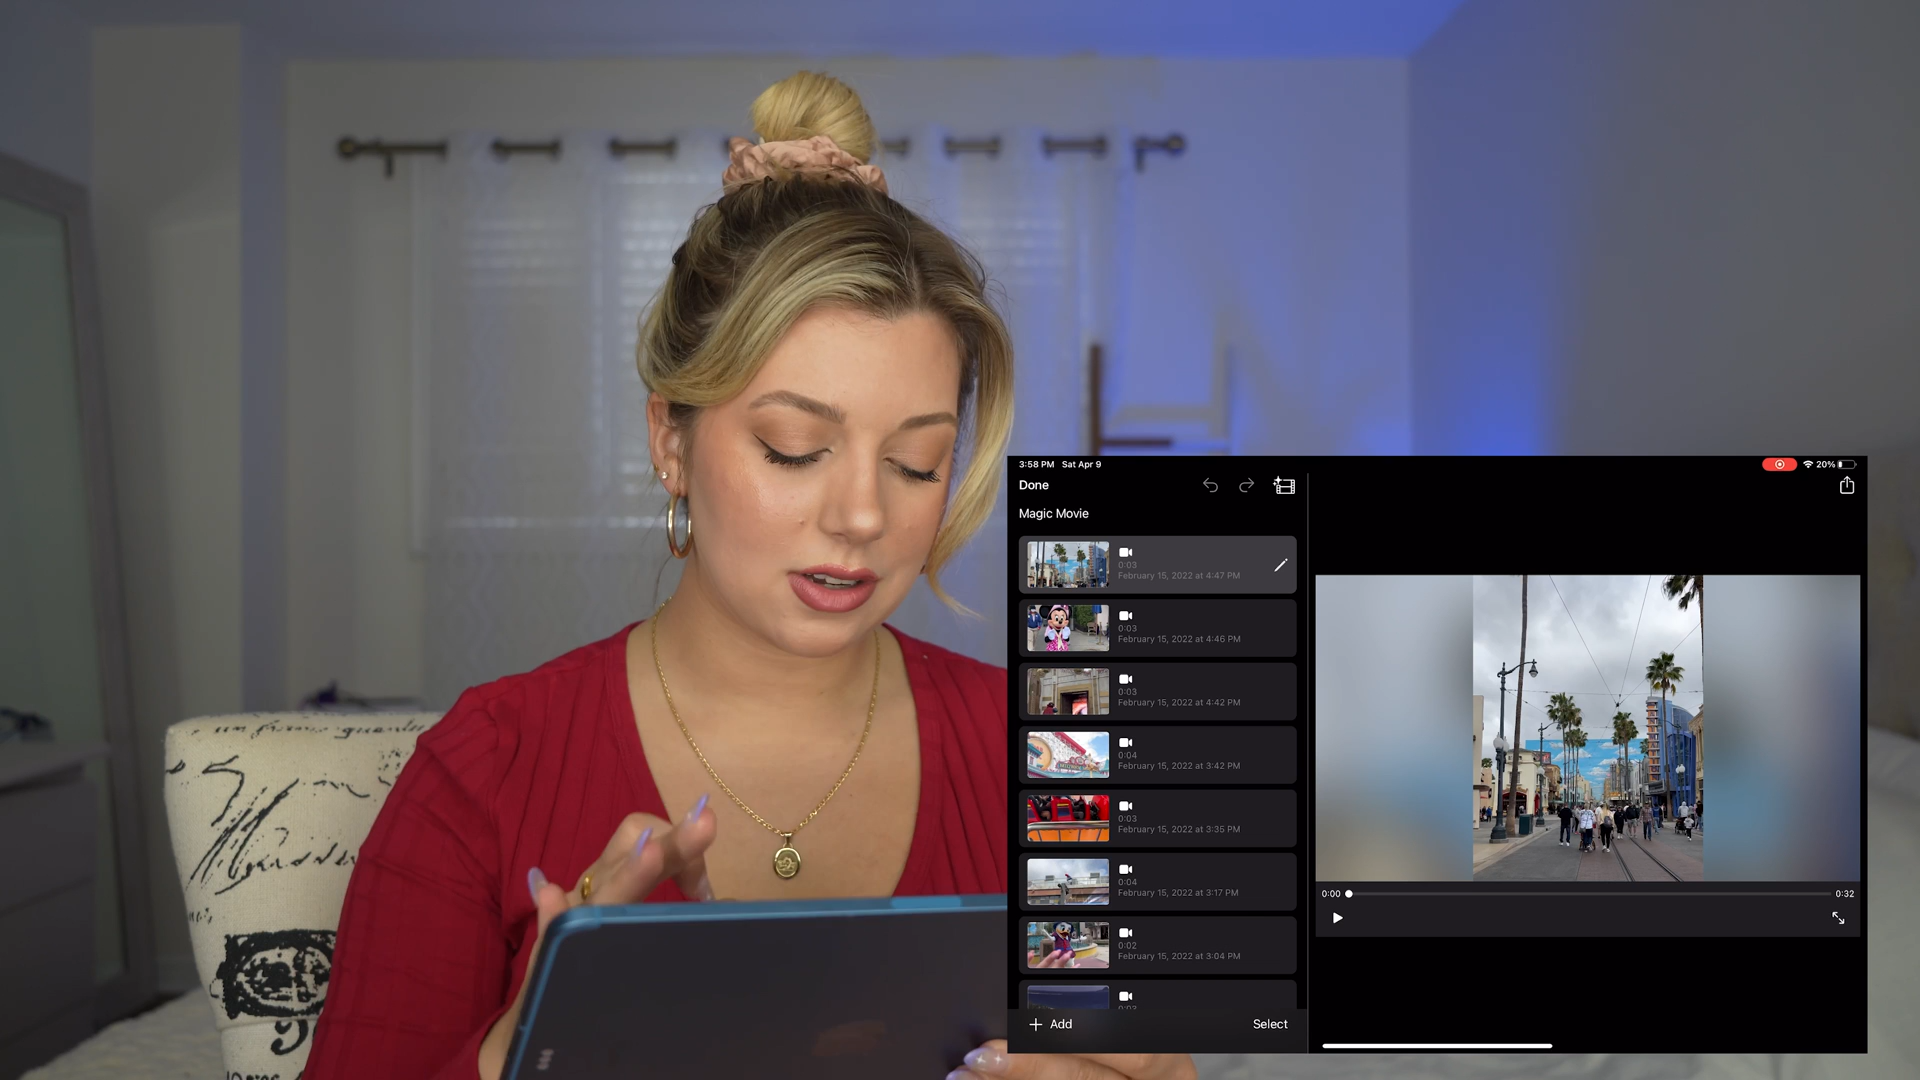 3:58 PM Sat Apr 9
20%
Done
Magic Movie
0:03
February 15, 2022 at 4:47 PM
0:03
February 15, 2022 at 4:46 PM
0:03
February 15, 2022 at 4:42 PM
0:04
February 15, 2022 at 3:42 PM
0:03
February 15, 2022 at 3:35 PM
0:04
February 15, 2022 at 3:17 PM
0:02
February 15, 2022 at 3:04 PM
Add
Select
0:00
0:32